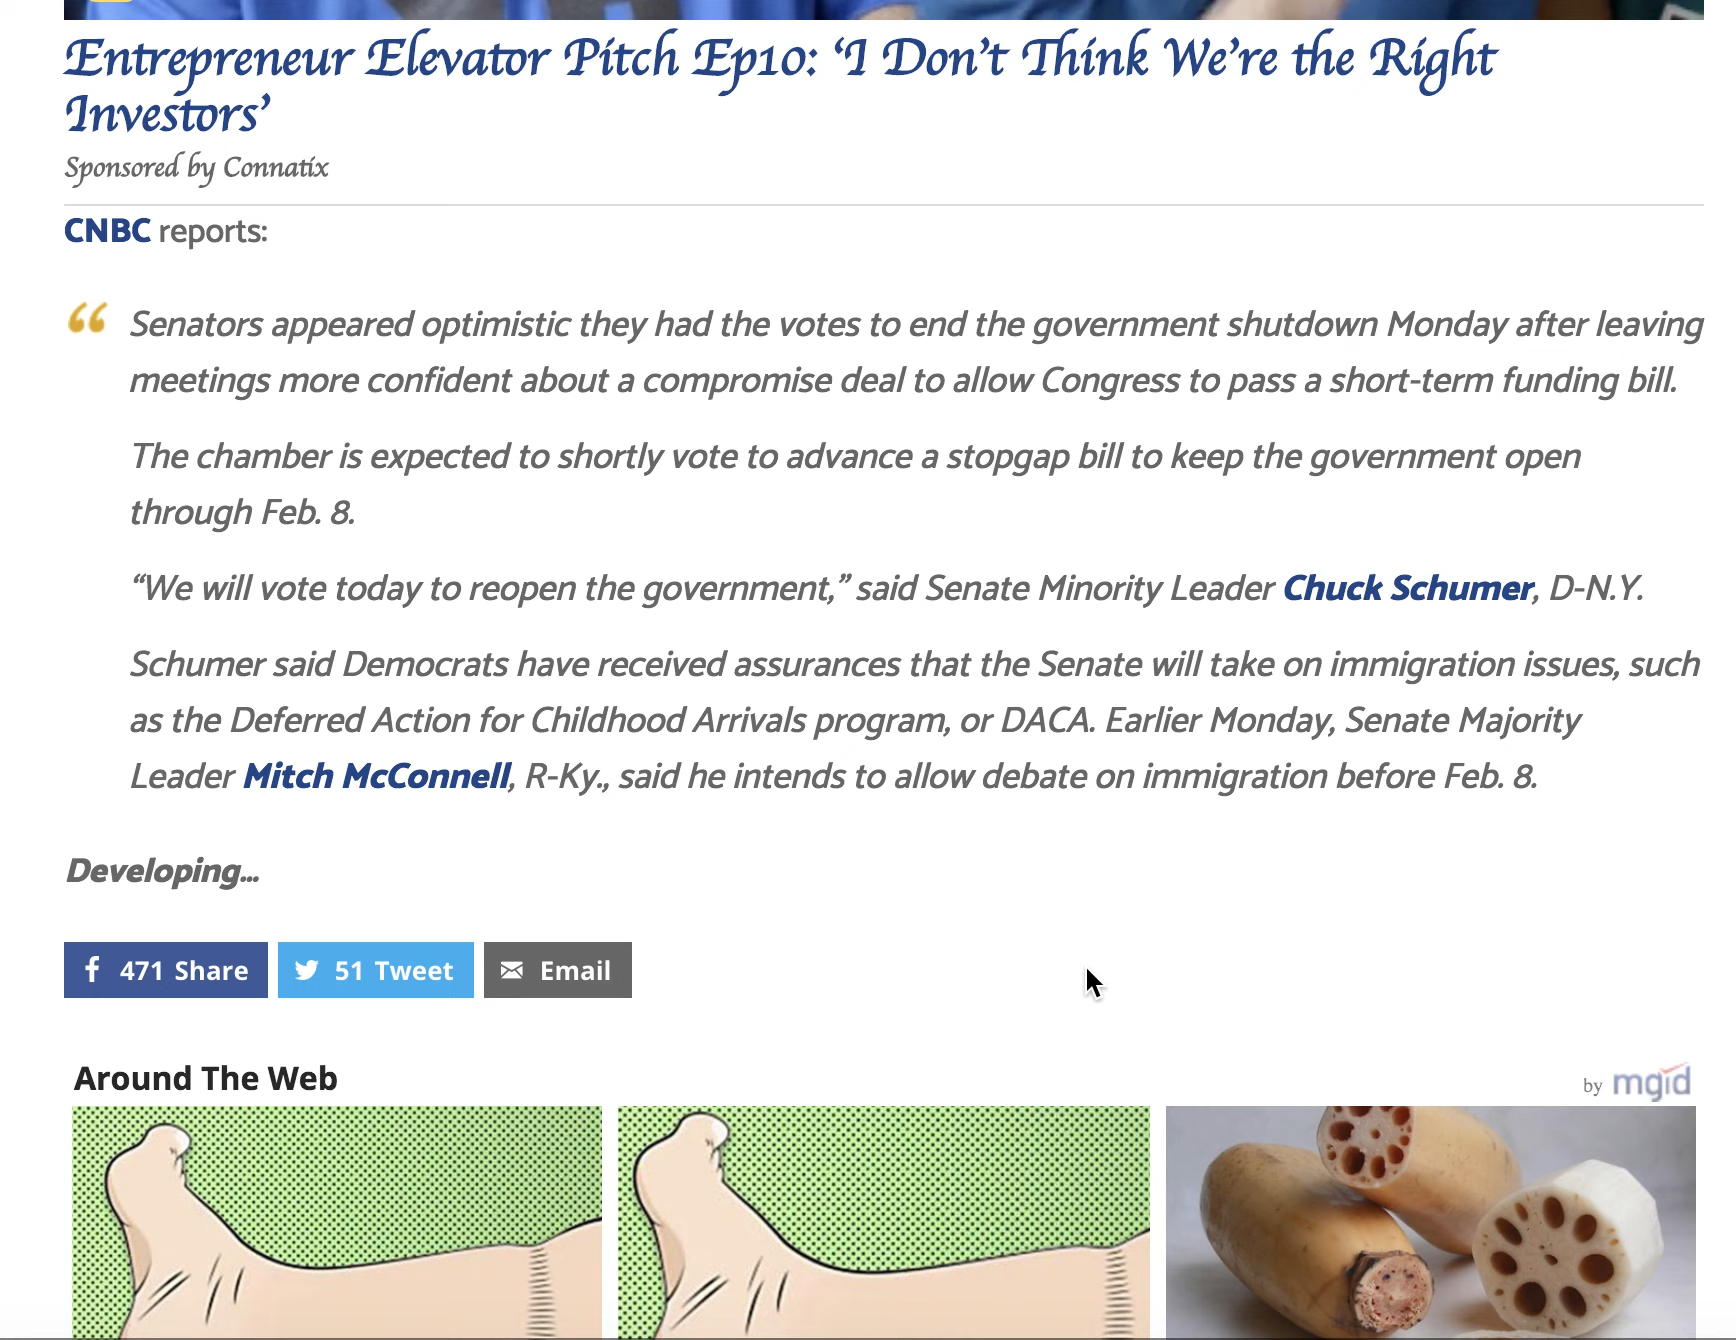 Entrepreneur Elevator Pitch Ep10: ‘I Don’t Think We’re the Right
Investors’
Sponsored by Connatix
CNBC reports:
“ Senators appeared optimistic they had the votes to end the government shutdown Monday after leaving
meetings more confident about a compromise deal to allow Congress to pass a short-term funding bill.
The chamber is expected to shortly vote to advance a stopgap bill to keep the government open
through Feb. 8.
“We will vote today to reopen the government,” said Senate Minority Leader Chuck Schumer, D-N.Y.
Schumer said Democrats have received assurances that the Senate will take on immigration issues, such
as the Deferred Action for Childhood Arrivals program, or DACA. Earlier Monday, Senate Majority
Leader Mitch McConnell, R-Ky., said he intends to allow debate on immigration before Feb. 8.
Developing...
471 Share 51 Tweet Email
Around The Web by mgid